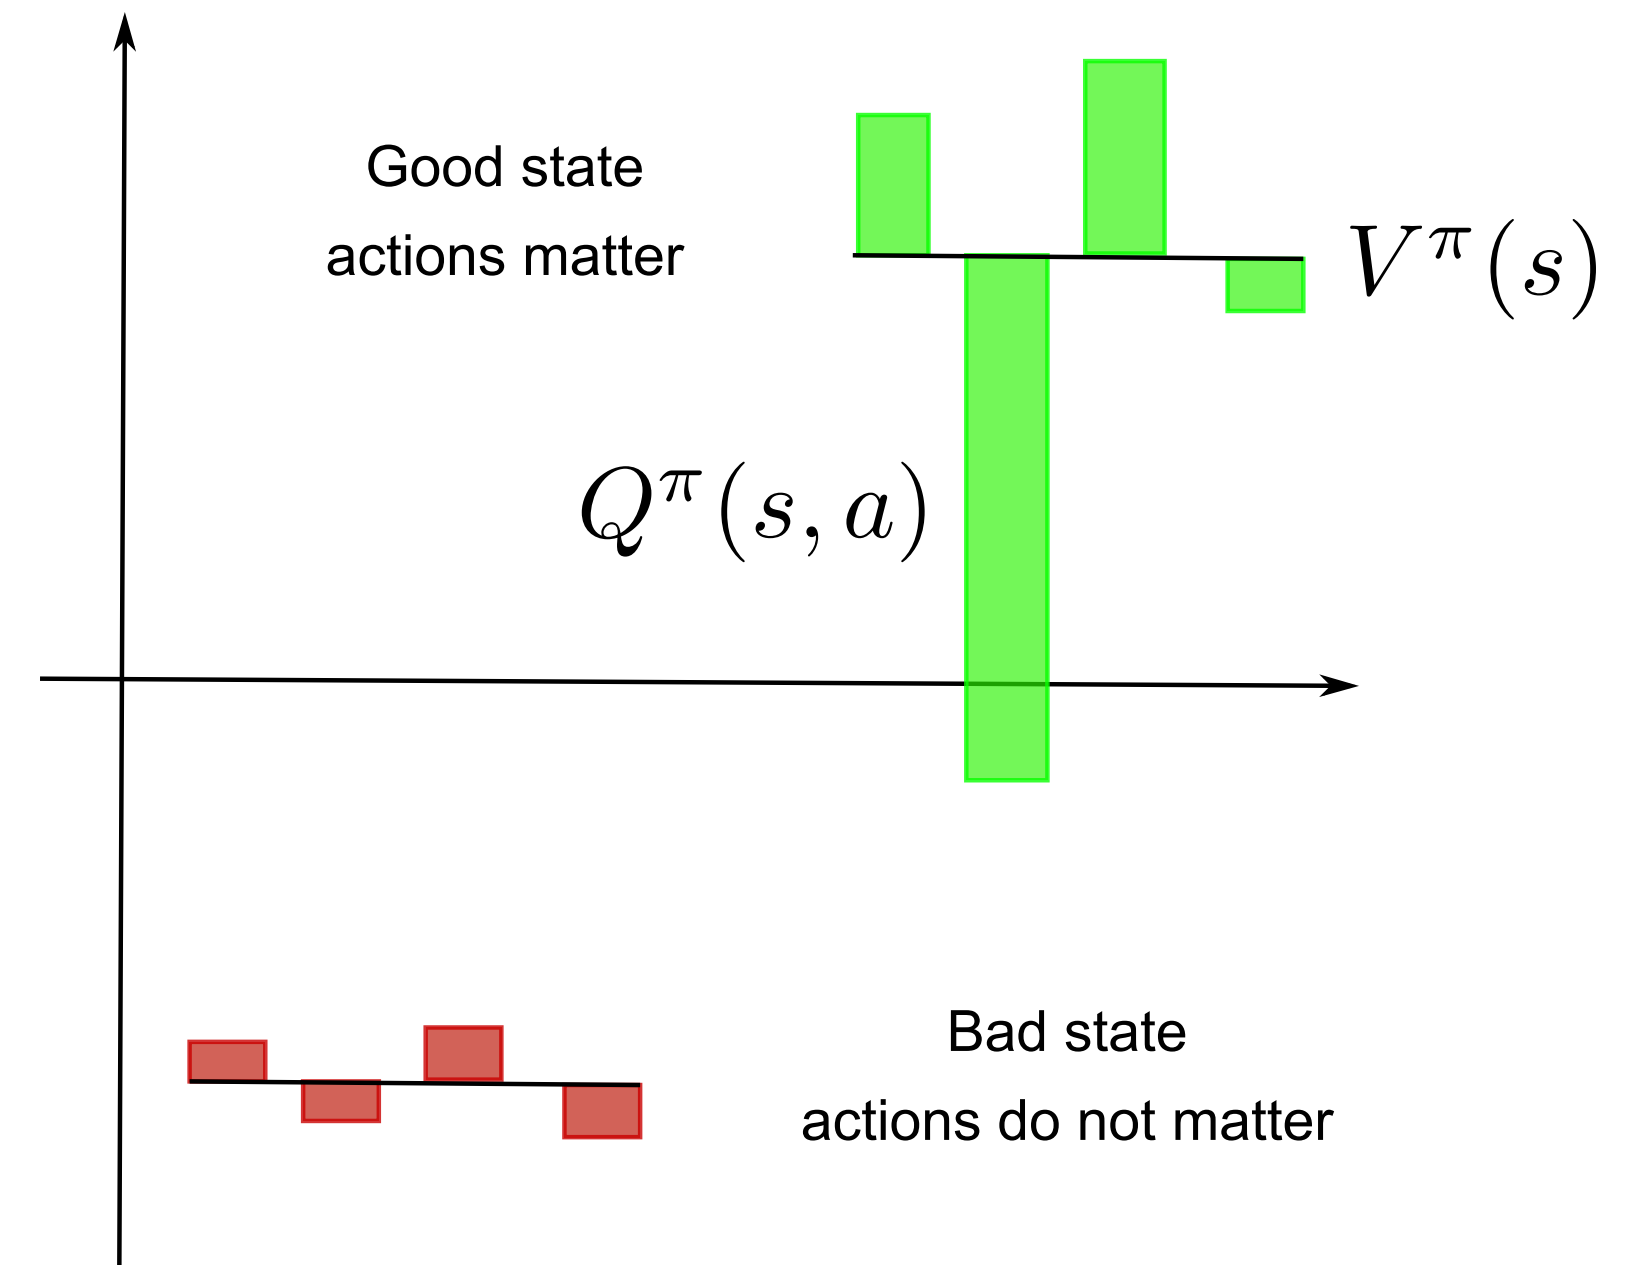 Good state
actions matter
V^π(s)
Q^π(s, a)
Bad state
actions do not matter